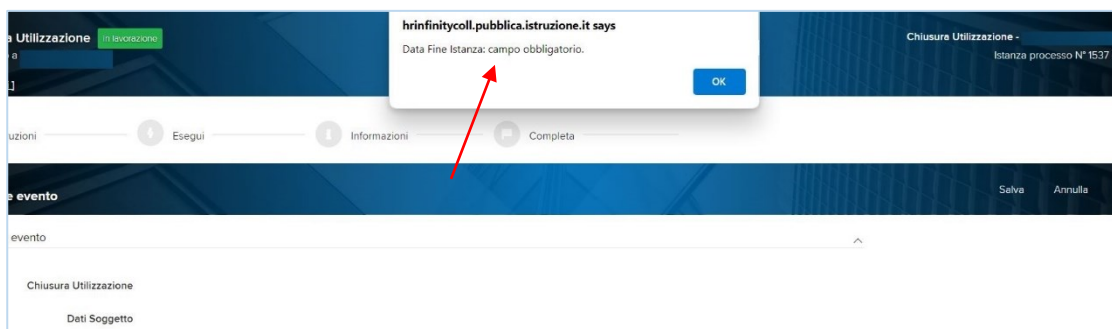 hrinfinitycoll.pubblica.istruzione.it says
Data Fine Istanza: campo obbligatorio.
OK
a Utilizzazione
in lavorazione
a
Chiusura Utilizzazione -
Istanza processo N° 1537
uzioni
Esegui
Informazioni
Completa
e evento
Salva
Annulla
evento
Chiusura Utilizzazione
Dati Soggetto